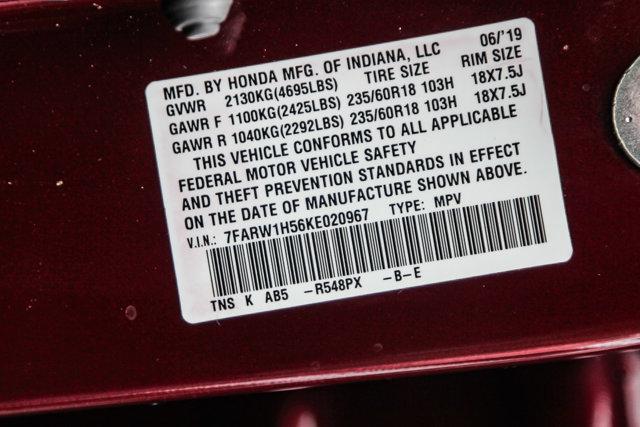 MFD. BY HONDA MFG. OF INDIANA, LLC 06/'19
GVWR 2130KG(4695LBS) TIRE SIZE RIM SIZE
GAWR F 1100KG(2425LBS) 235/60R18 103H 18X7.5J
GAWR R 1040KG(2292LBS) 235/60R18 103H 18X7.5J
THIS VEHICLE CONFORMS TO ALL APPLICABLE
FEDERAL MOTOR VEHICLE SAFETY
AND THEFT PREVENTION STANDARDS IN EFFECT
ON THE DATE OF MANUFACTURE SHOWN ABOVE.
V.I.N.: 7FARW1H56KE020967 TYPE: MPV
TNS K AB5 -R548PX -B-E